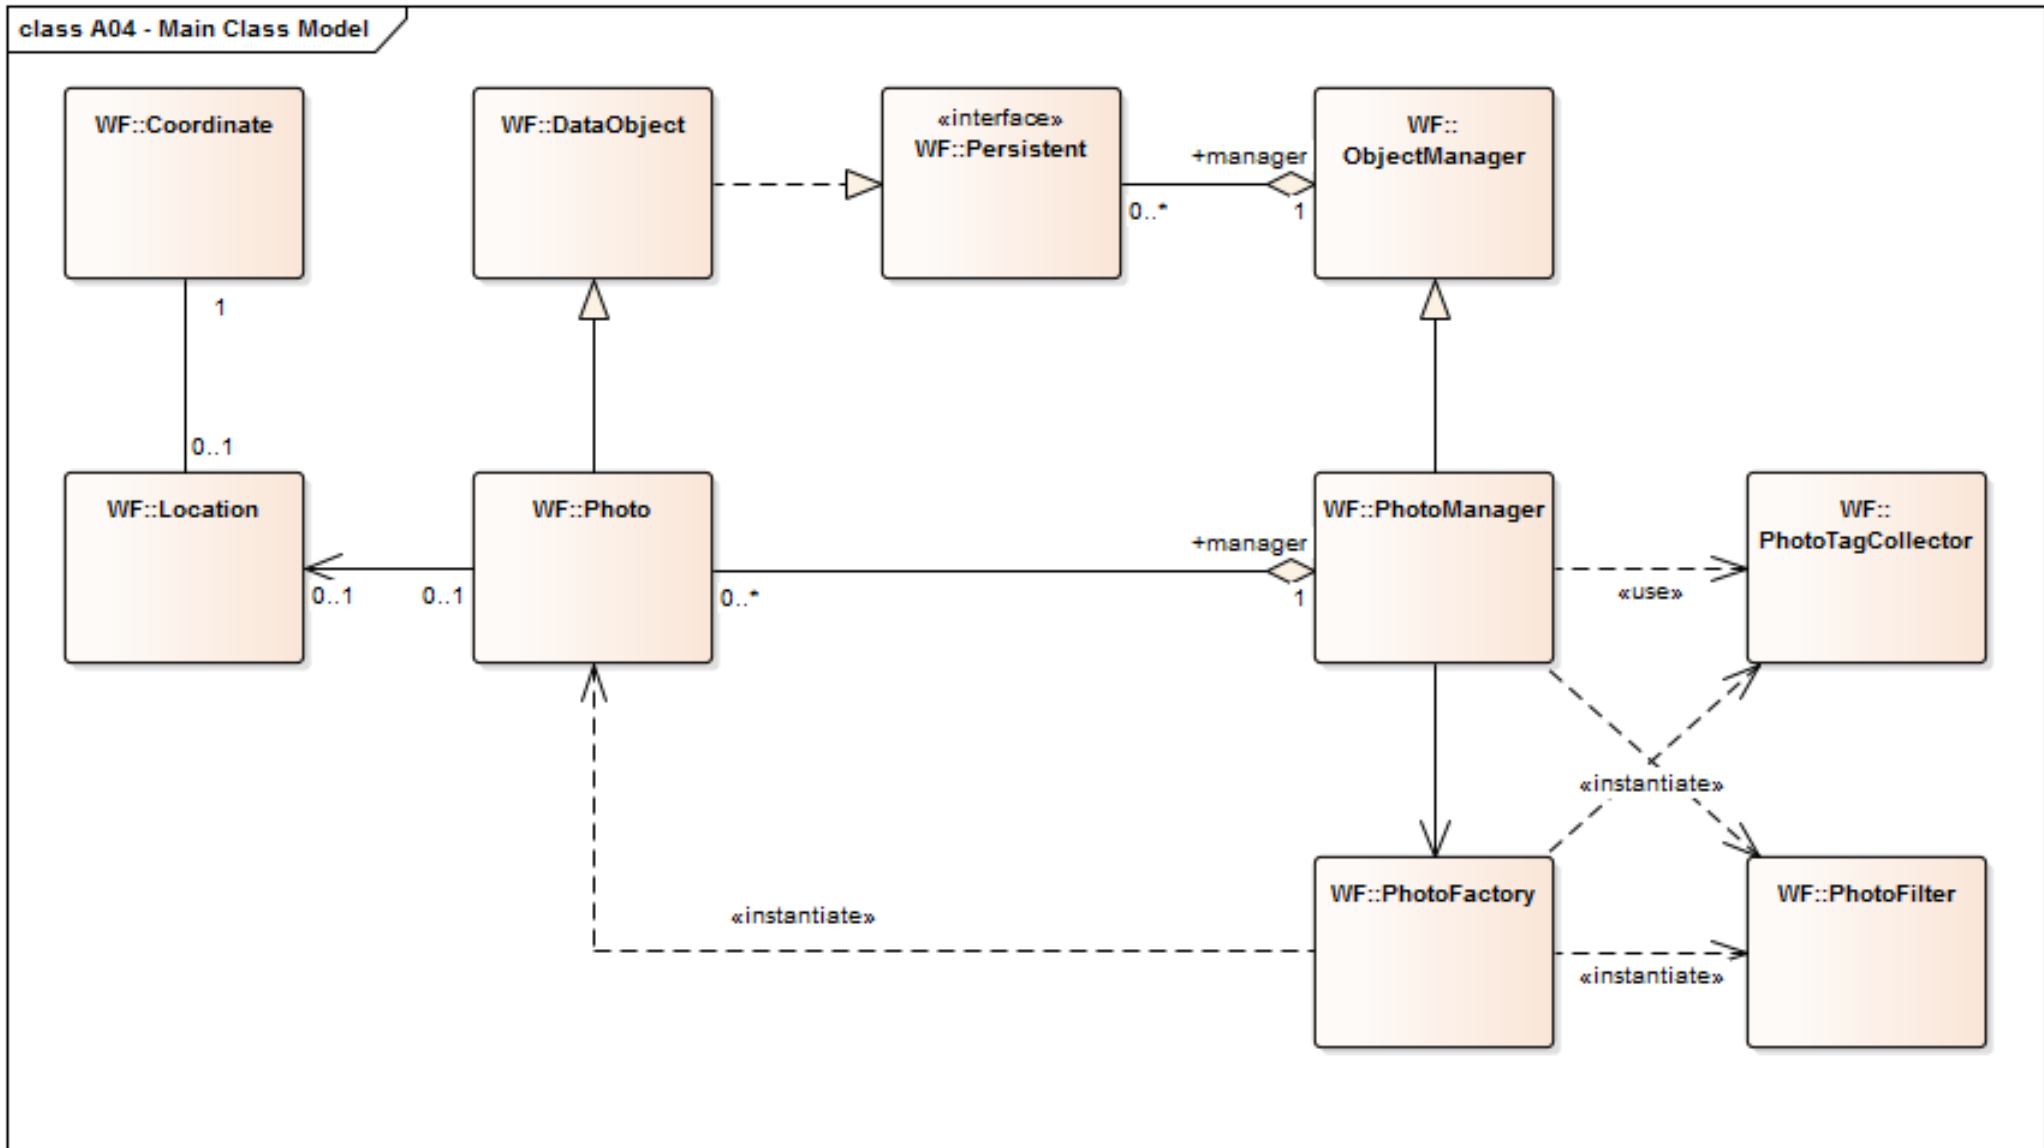 class A04 - Main Class Model
WF::Coordinate
WF::DataObject
«interface»
WF::Persistent
WF::
ObjectManager
+manager
0..*
1
1
0..1
WF::Location
WF::Photo
WF::PhotoManager
WF::
PhotoTagCollector
+manager
0..1
0..1
0..*
1
«use»
«instantiate»
WF::PhotoFactory
WF::PhotoFilter
«instantiate»
«instantiate»